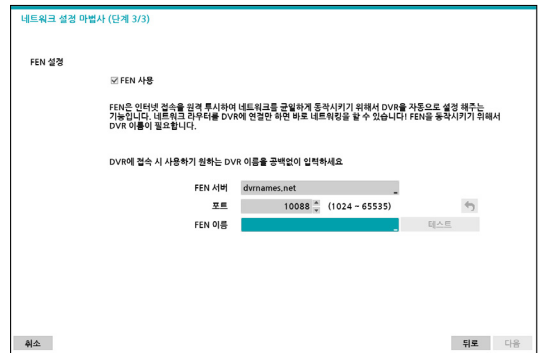 네트워크 설정 마법사 (단계 3/3)
FEN 설정
FEN 사용
FEN은 인터넷 접속을 원격 투시하여 네트워크를 균일하게 동작시키기 위해서 DVR을 자동으로 설정 해주는
기능입니다. 네트워크 라우터를 DVR에 연결만 하면 바로 네트워킹을 할 수 있습니다! FEN을 동작시키기 위해서
DVR 이름이 필요합니다.
DVR에 접속 시 사용하기 원하는 DVR 이름을 공백없이 입력하세요
FEN 서버 dvrnames.net
포트 10088 (1024 ~ 65535)
FEN 이름 테스트
취소 뒤로 다음